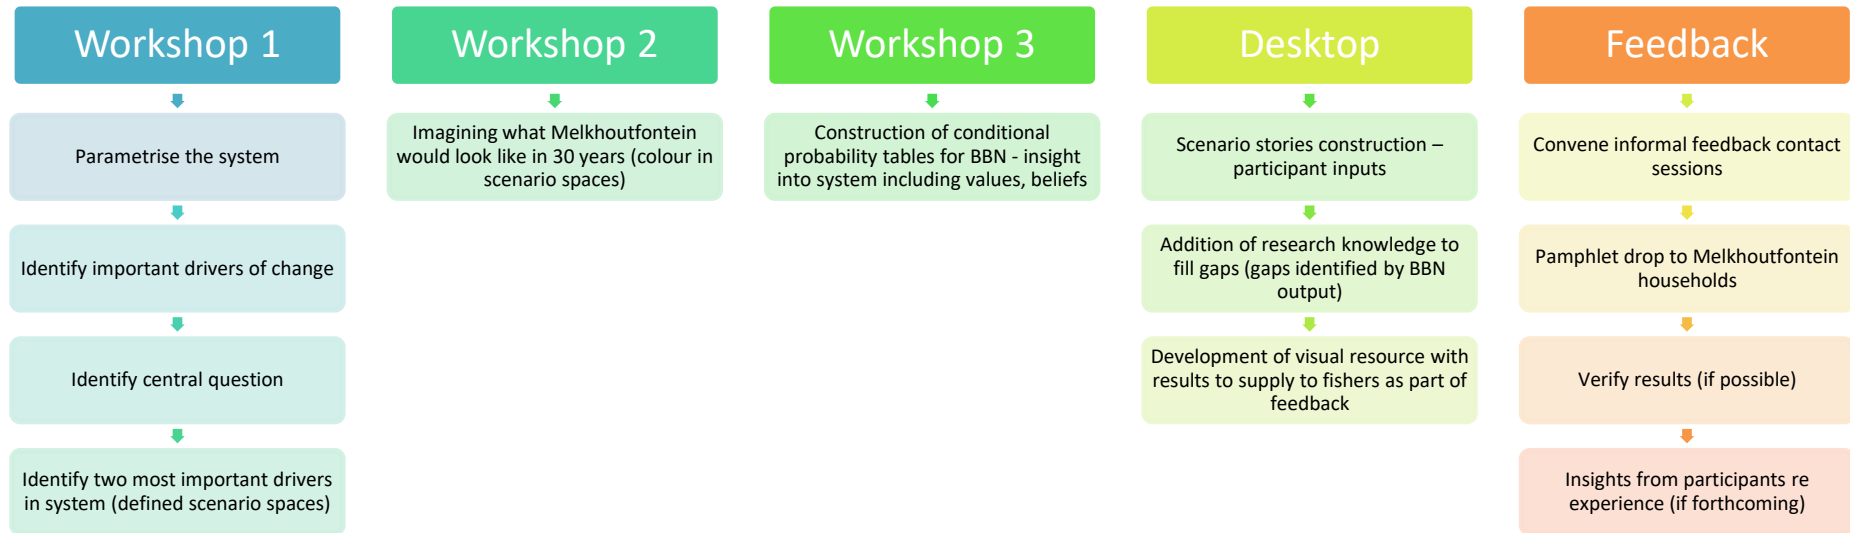 Workshop 1
Parametrise the system
Identify important drivers of change
Identify central question
Identify two most important drivers
in system (defined scenario spaces)
Workshop 2
Imagining what Melkhoutfontein
would look like in 30 years (colour in
scenario spaces)
Workshop 3
Construction of conditional
probability tables for BBN - insight
into system including values, beliefs
Desktop
Scenario stories construction –
participant inputs
Addition of research knowledge to
fill gaps (gaps identified by BBN
output)
Development of visual resource with
results to supply to fishers as part of
feedback
Feedback
Convene informal feedback contact
sessions
Pamphlet drop to Melkhoutfontein
households
Verify results (if possible)
Insights from participants re
experience (if forthcoming)